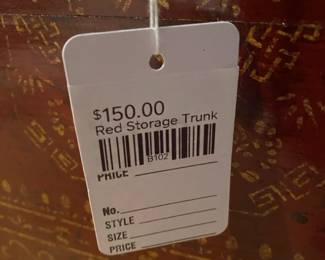 $150.00
Red Storage Trunk
B102
PRICE
No.
STYLE
SIZE
PRICE